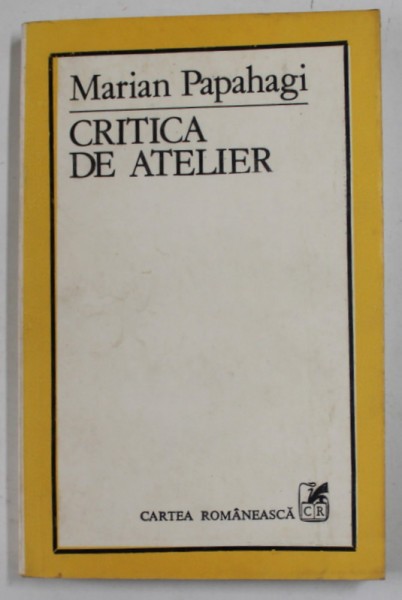 Marian Papahagi
CRITICA
DE ATELIER
CARTEA ROMÂNEASCĂ
CR